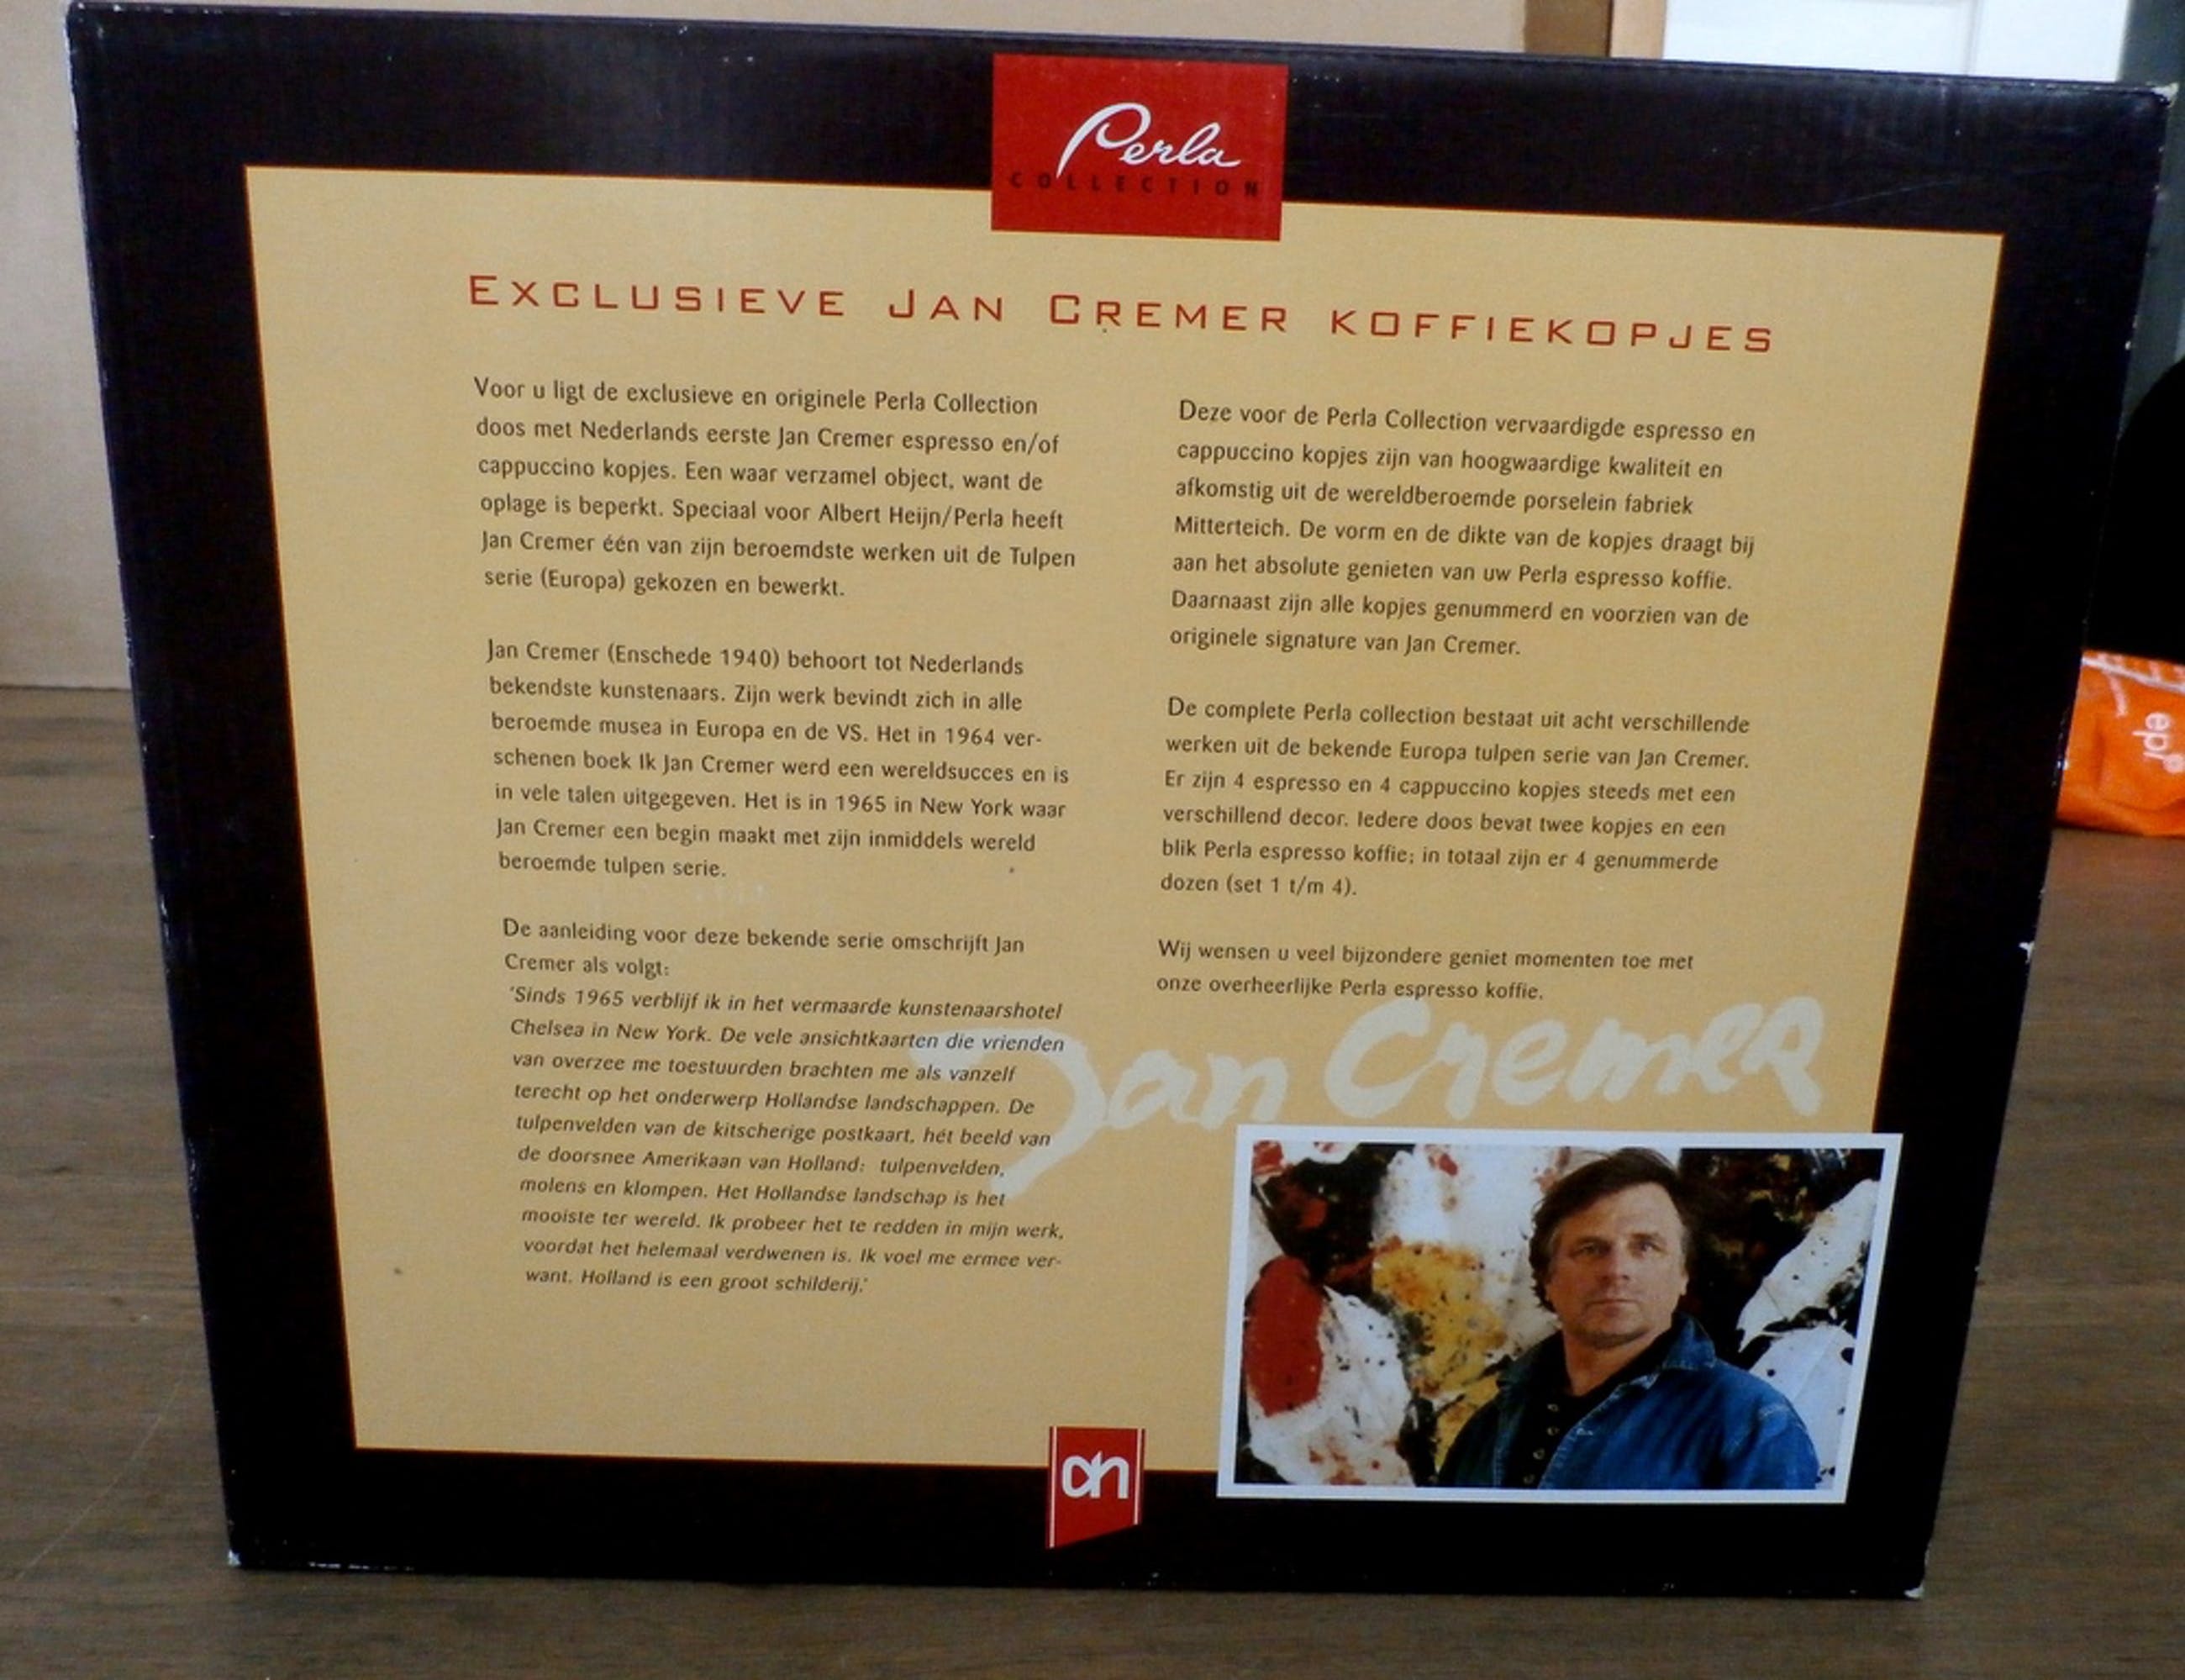 Perla
COLLECTION
EXCLUSIEVE JAN CREMER KOFFIEKOPJES
Voor u ligt de exclusieve en originele Perla Collection
doos met Nederlands eerste Jan Cremer espresso en/of
cappuccino kopjes. Een waar verzamel object, want de
oplage is beperkt. Speciaal voor Albert Heijn/Perla heeft
Jan Cremer één van zijn beroemdste werken uit de Tulpen
serie (Europa) gekozen en bewerkt.
Jan Cremer (Enschede 1940) behoort tot Nederlands
bekendste kunstenaars. Zijn werk bevindt zich in alle
beroemde musea in Europa en de VS. Het in 1964 ver-
schenen boek Ik Jan Cremer werd een wereldsucces en is
in vele talen uitgegeven. Het is in 1965 in New York waar
Jan Cremer een begin maakt met zijn inmiddels wereld
beroemde tulpen serie.
De aanleiding voor deze bekende serie omschrijft Jan
Cremer als volgt:
'Sinds 1965 verblijf ik in het vermaarde kunstenaarshotel
Chelsea in New York. De vele ansichtkaarten die vrienden
van overzee me toestuurden brachten me als vanzelf
terecht op het onderwerp Hollandse landschappen. De
tulpenvelden van de kitscherige postkaart, hét beeld van
de doorsnee Amerikaan van Holland: tulpenvelden,
molens en klompen. Het Hollandse landschap is het
mooiste ter wereld. Ik probeer het te redden in mijn werk,
voordat het helemaal verdwenen is. Ik voel me ermee ver-
want. Holland is een groot schilderij.'
Deze voor de Perla Collection vervaardigde espresso en
cappuccino kopjes zijn van hoogwaardige kwaliteit en
afkomstig uit de wereldberoemde porselein fabriek
Mitterteich. De vorm en de dikte van de kopjes draagt bij
aan het absolute genieten van uw Perla espresso koffie.
Daarnaast zijn alle kopjes genummerd en voorzien van de
originele signature van Jan Cremer.
De complete Perla collection bestaat uit acht verschillende
werken uit de bekende Europa tulpen serie van Jan Cremer.
Er zijn 4 espresso en 4 cappuccino kopjes steeds met een
verschillend decor. Iedere doos bevat twee kopjes en een
blik Perla espresso koffie; in totaal zijn er 4 genummerde
dozen (set 1 t/m 4).
Wij wensen u veel bijzondere geniet momenten toe met
onze overheerlijke Perla espresso koffie.
Jan Cremer
ah